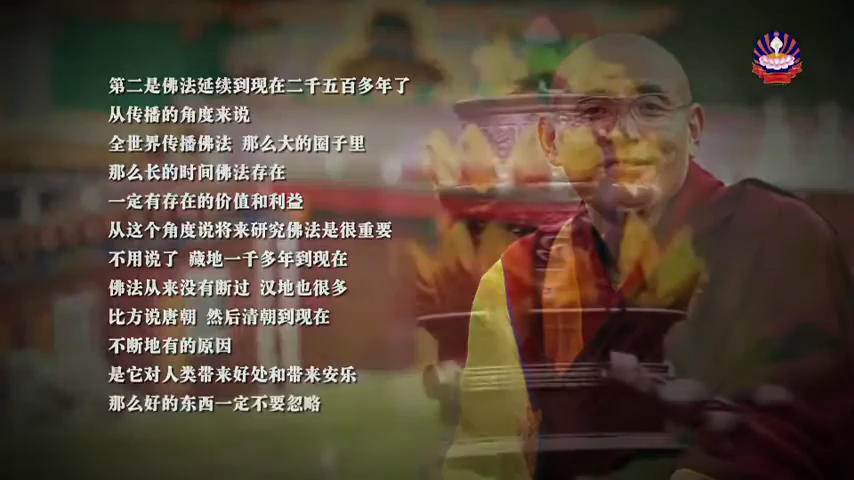 第二是佛法延续到现在二千五百多年了
从传播的角度来说
全世界传播佛法 那么大的圈子里
那么长的时间佛法存在
一定有存在的价值和利益
从这个角度说将来研究佛法是很重要
不用说了 藏地一千多年到现在
佛法从来没有断过 汉地也很多
比方说唐朝 然后清朝到现在
不断地有的原因
是它对人类带来好处和带来安乐
那么好的东西一定不要忽略